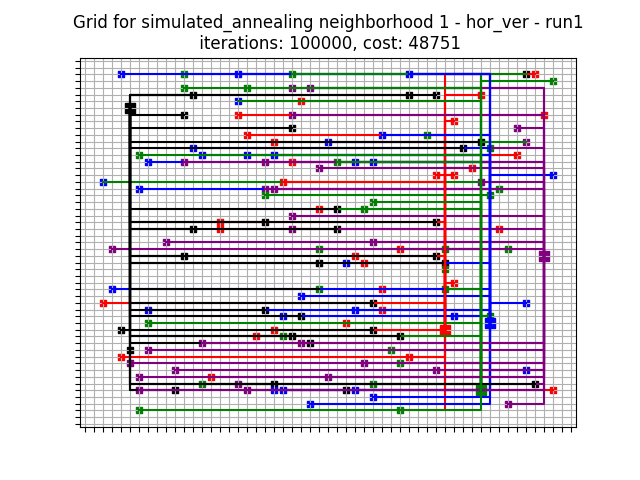 Grid for simulated_annealing neighborhood 1 - hor_ver - run1
iterations: 100000, cost: 48751